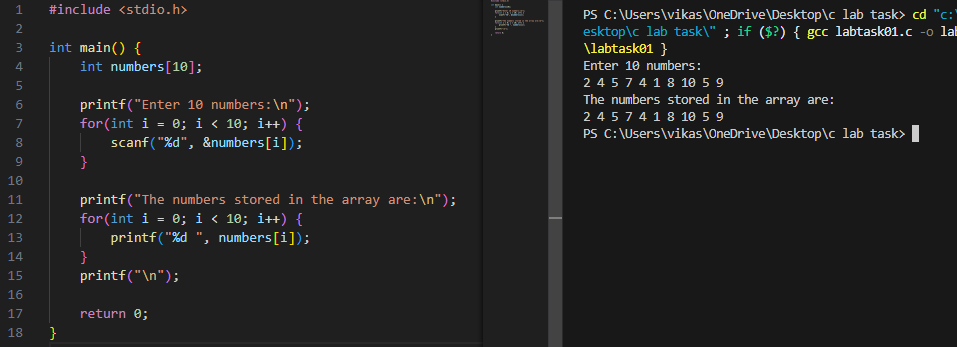 1 #include <stdio.h>
2
3 int main() {
4     int numbers[10];
5
6     printf("Enter 10 numbers:\n");
7     for(int i = 0; i < 10; i++) {
8         scanf("%d", &numbers[i]);
9     }
10
11     printf("The numbers stored in the array are:\n");
12     for(int i = 0; i < 10; i++) {
13         printf("%d ", numbers[i]);
14     }
15     printf("\n");
16
17     return 0;
18 }
PS C:\Users\vikas\OneDrive\Desktop\c lab task> cd "c:\
esktop\c lab task\" ; if ($?) { gcc labtask01.c -o lab
\labtask01 }
Enter 10 numbers:
2 4 5 7 4 1 8 10 5 9
The numbers stored in the array are:
2 4 5 7 4 1 8 10 5 9
PS C:\Users\vikas\OneDrive\Desktop\c lab task>